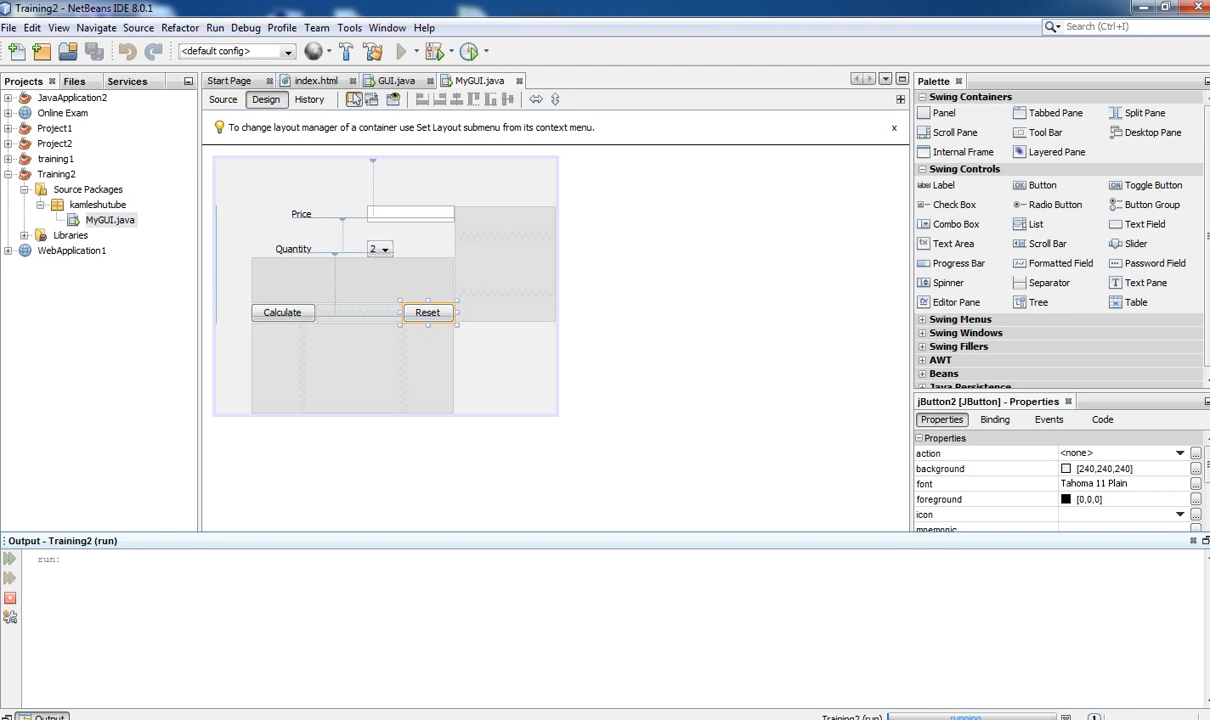 Training2 - NetBeans IDE 8.0.1
File Edit View Navigate Source Refactor Run Debug Profile Team Tools Window Help
Search (Ctrl+I)
<default config>
Projects Files Services
Start Page index.html GUI.java MyGUI.java
Palette
JavaApplication2
Online Exam
Project1
Project2
training1
Training2
Source Packages
kamleshutube
MyGUI.java
Libraries
WebApplication1
Source Design History
To change layout manager of a container use Set Layout submenu from its context menu.
x
Price
Quantity 2
Calculate Reset
Swing Containers
Panel Tabbed Pane Split Pane
Scroll Pane Tool Bar Desktop Pane
Internal Frame Layered Pane
Swing Controls
label Label OK Button ON Toggle Button
Check Box Radio Button Button Group
Combo Box List Text Field
Text Area Scroll Bar Slider
Progress Bar Formatted Field Password Field
Spinner Separator Text Pane
Editor Pane Tree Table
Swing Menus
Swing Windows
Swing Fillers
AWT
Beans
Java Persistence
jButton2 [JButton] - Properties
Properties Binding Events Code
Properties
action <none>
background [240,240,240]
font Tahoma 11 Plain
foreground [0,0,0]
icon
mnemonic
Output - Training2 (run)
run:
Output
Training2 (run) running...
1